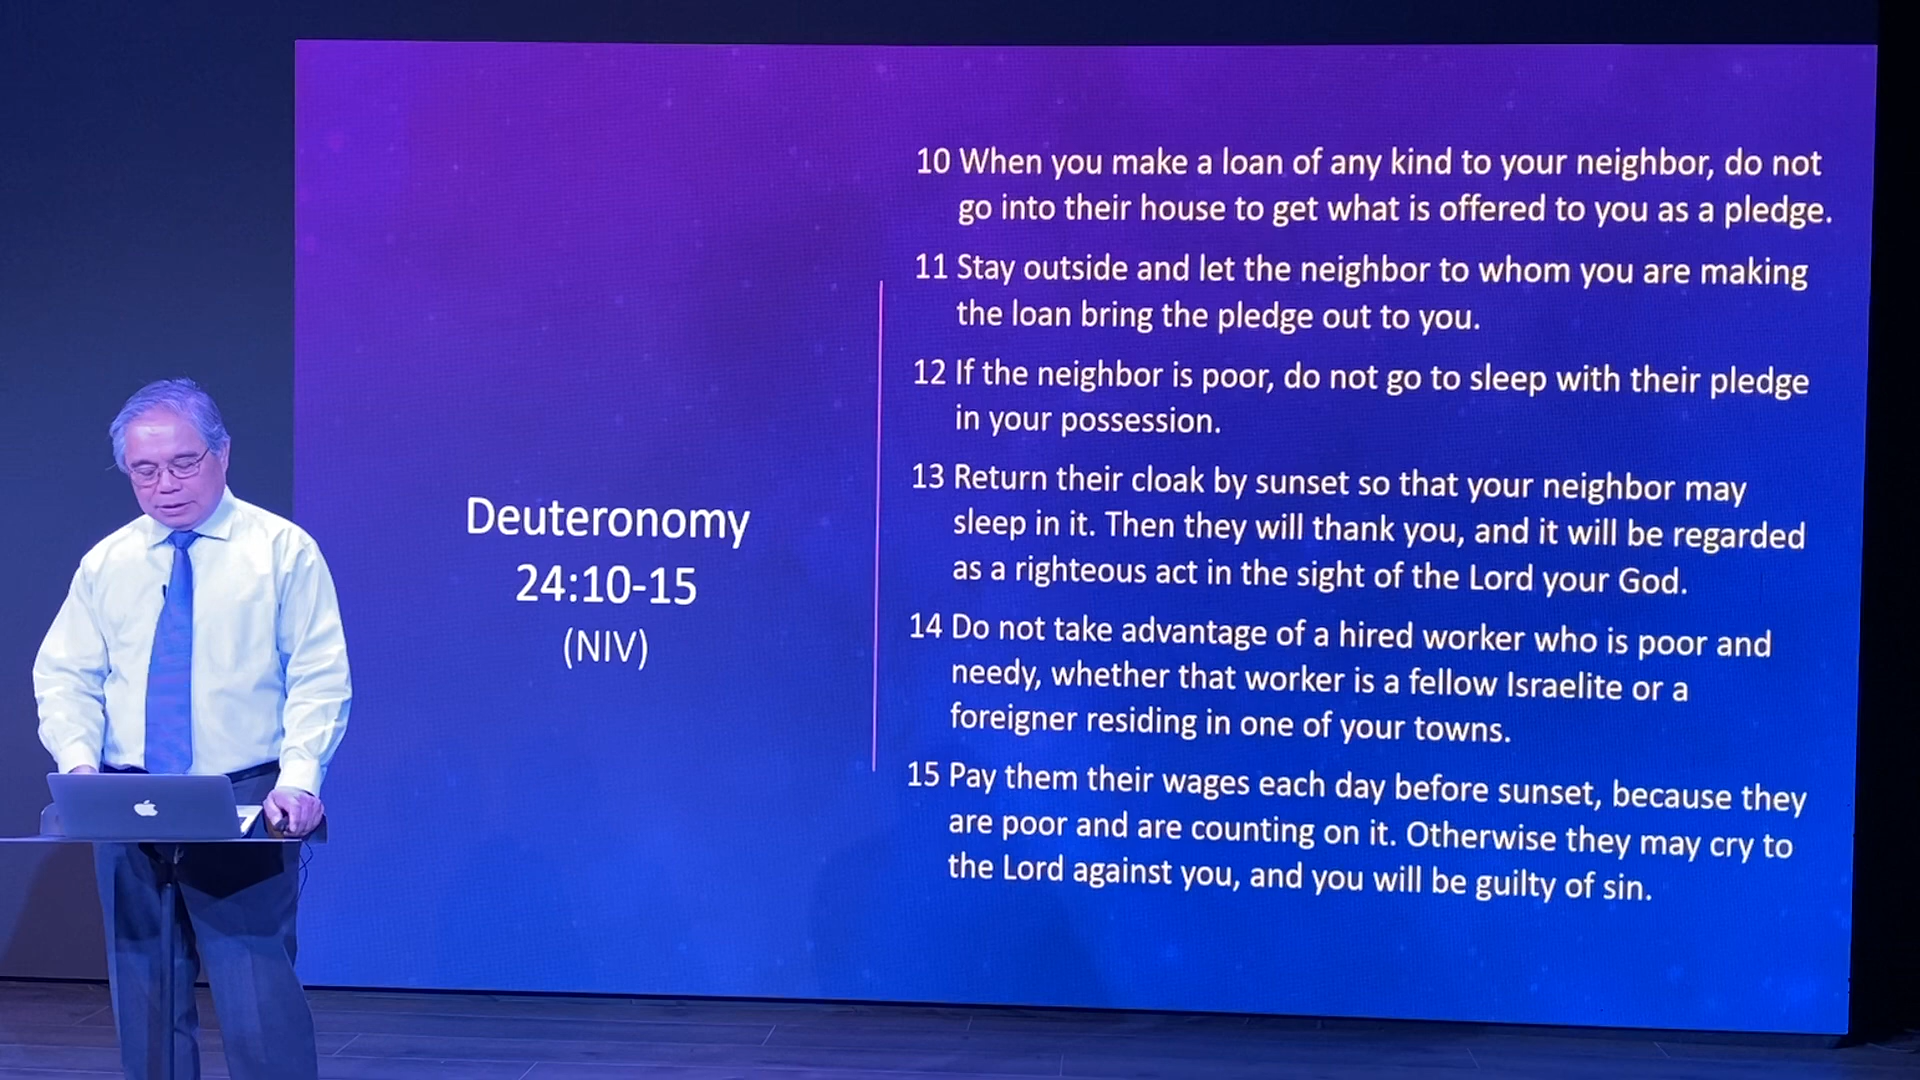 Deuteronomy
24:10-15
(NIV)
10 When you make a loan of any kind to your neighbor, do not
go into their house to get what is offered to you as a pledge.
11 Stay outside and let the neighbor to whom you are making
the loan bring the pledge out to you.
12 If the neighbor is poor, do not go to sleep with their pledge
in your possession.
13 Return their cloak by sunset so that your neighbor may
sleep in it. Then they will thank you, and it will be regarded
as a righteous act in the sight of the Lord your God.
14 Do not take advantage of a hired worker who is poor and
needy, whether that worker is a fellow Israelite or a
foreigner residing in one of your towns.
15 Pay them their wages each day before sunset, because they
are poor and are counting on it. Otherwise they may cry to
the Lord against you, and you will be guilty of sin.